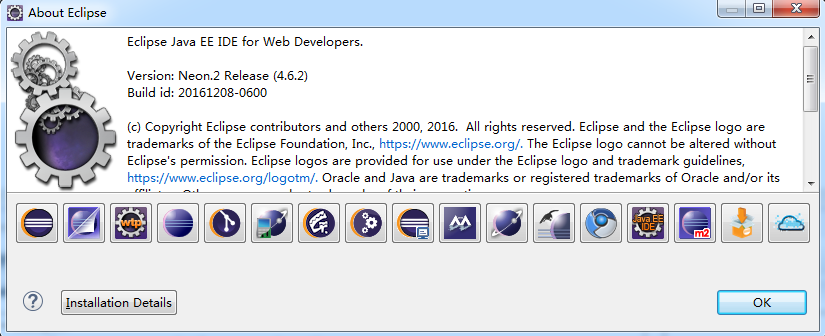 About Eclipse
Eclipse Java EE IDE for Web Developers.
Version: Neon.2 Release (4.6.2)
Build id: 20161208-0600
(c) Copyright Eclipse contributors and others 2000, 2016.  All rights reserved. Eclipse and the Eclipse logo are
trademarks of the Eclipse Foundation, Inc., https://www.eclipse.org/. The Eclipse logo cannot be altered without
Eclipse's permission. Eclipse logos are provided for use under the Eclipse logo and trademark guidelines,
https://www.eclipse.org/logotm/. Oracle and Java are trademarks or registered trademarks of Oracle and/or its
wtp
Java EE
IDE
m2
?
Installation Details
OK